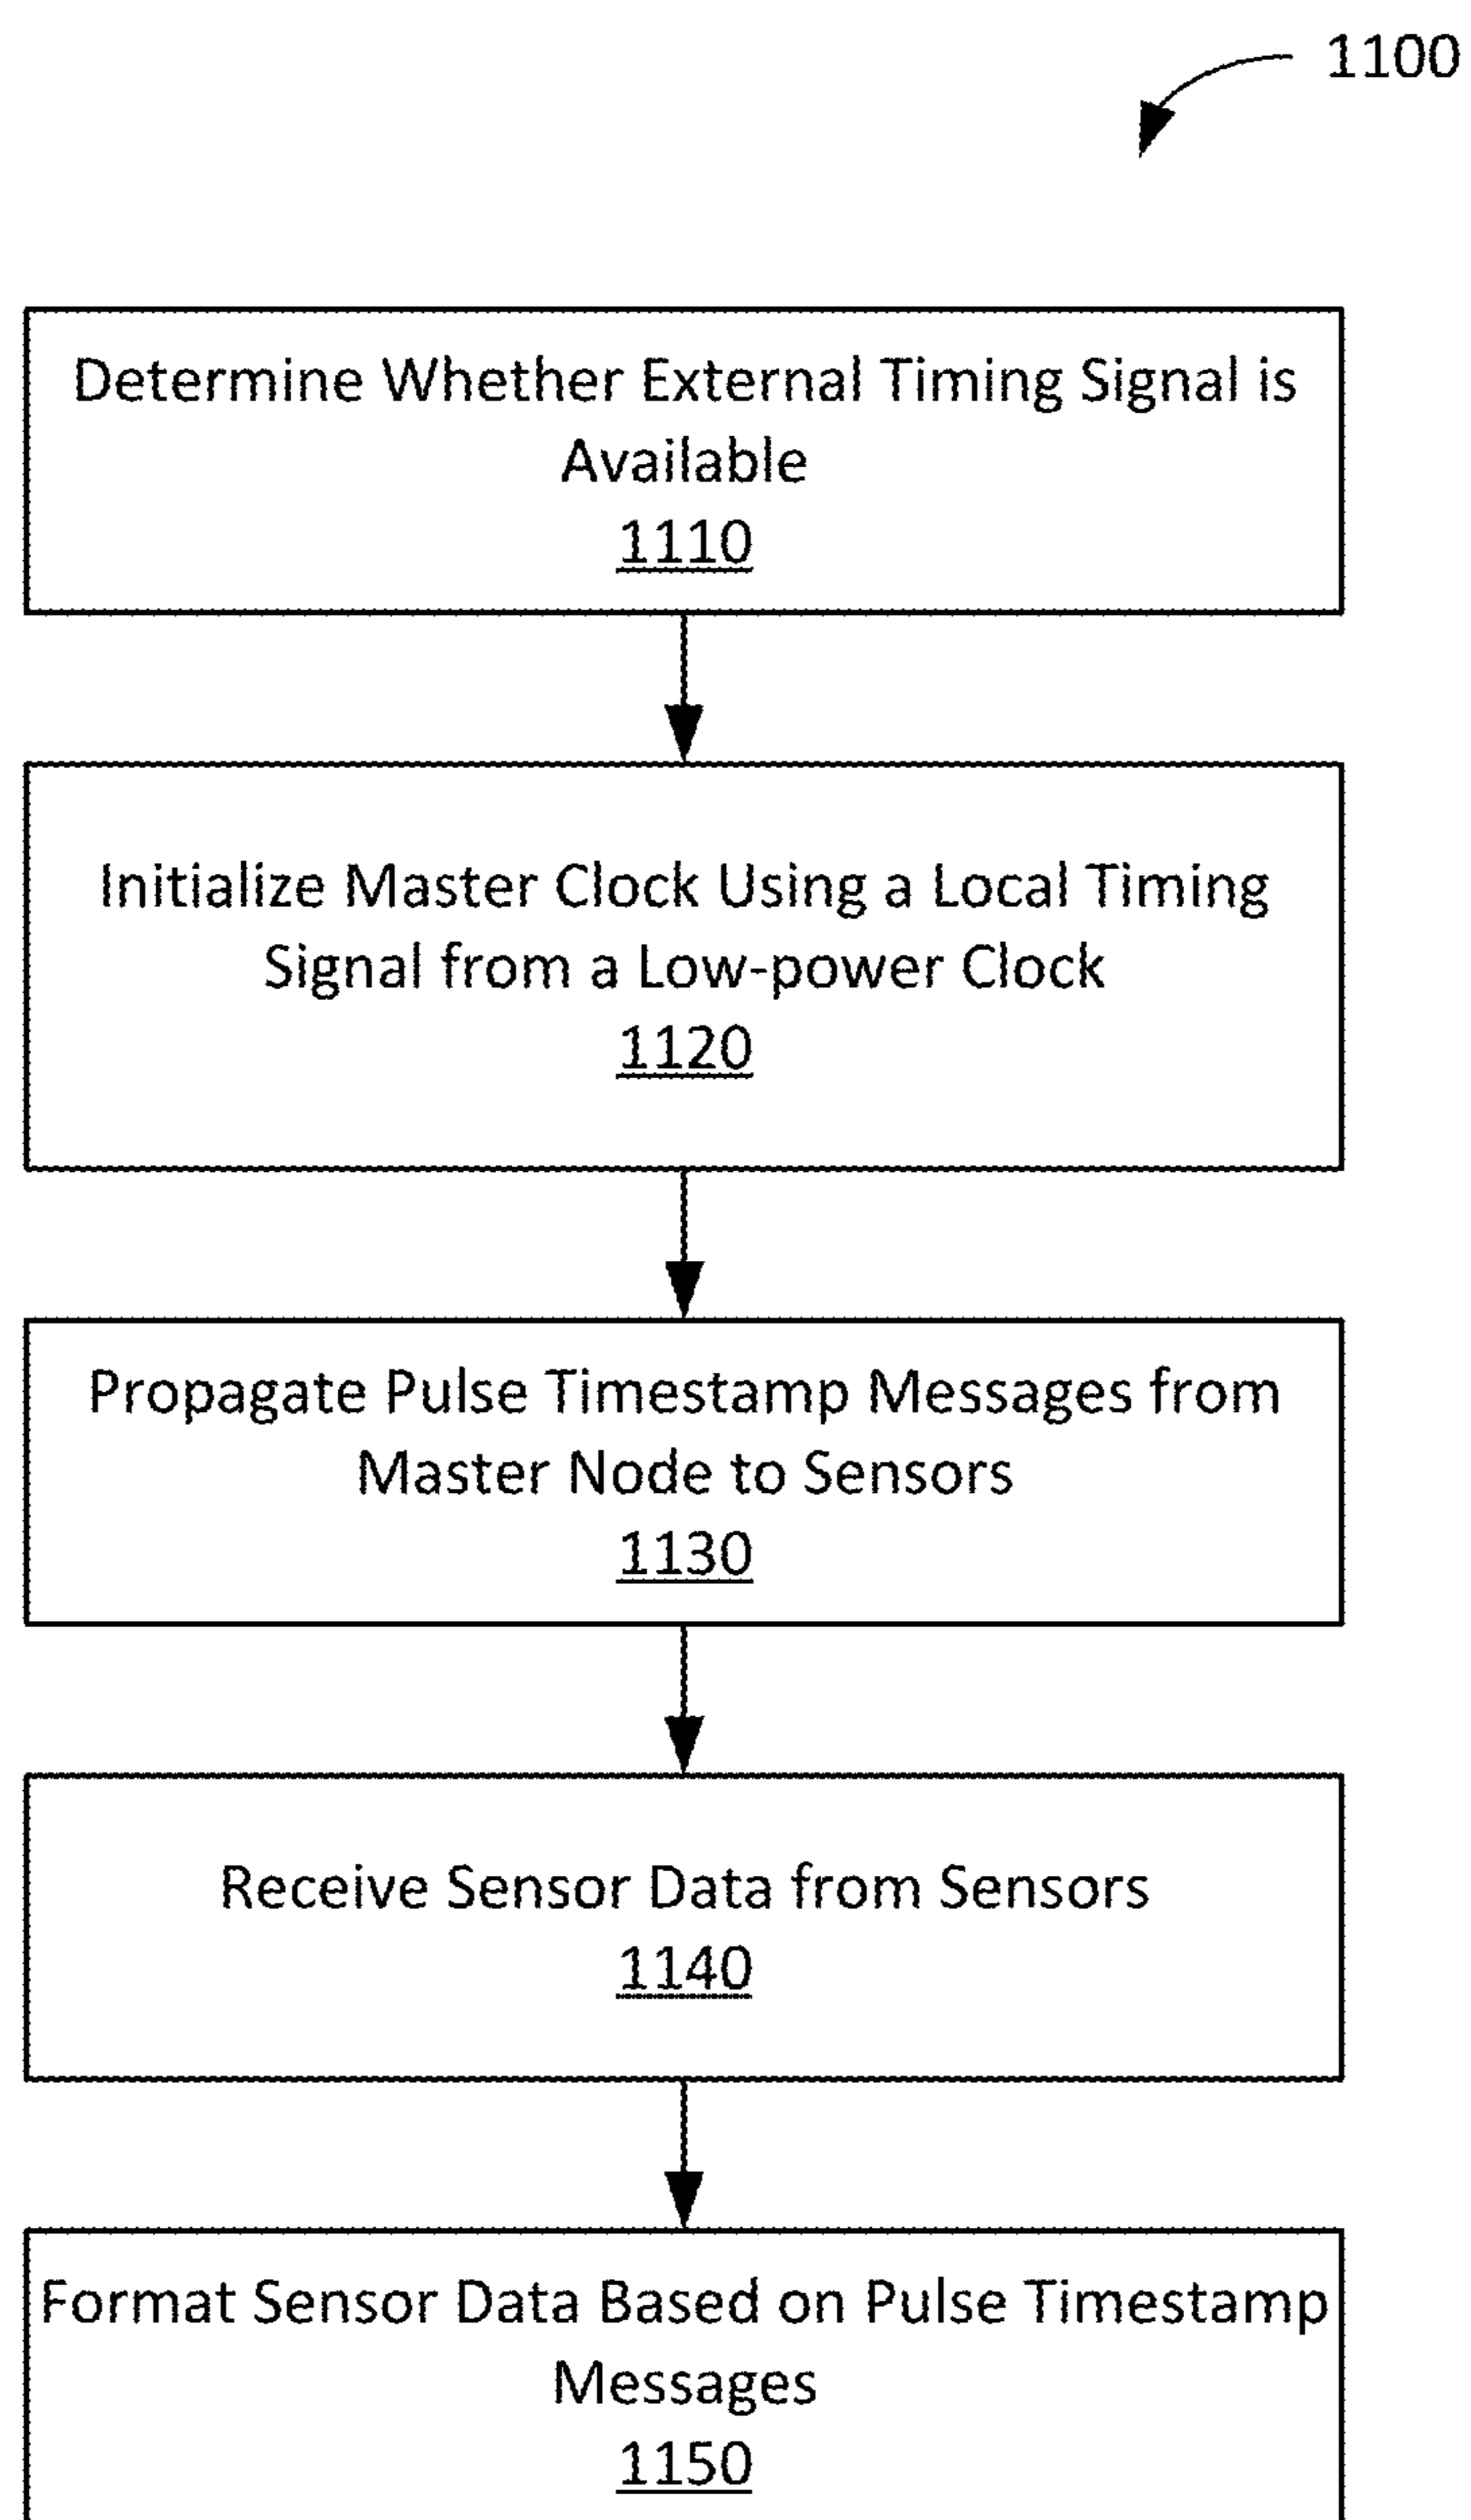 1100
Determine Whether External Timing Signal is
Available
1110
Initialize Master Clock Using a Local Timing
Signal from a Low-power Clock
1120
Propagate Pulse Timestamp Messages from
Master Node to Sensors
1130
Receive Sensor Data from Sensors
1140
Format Sensor Data Based on Pulse Timestamp
Messages
1150